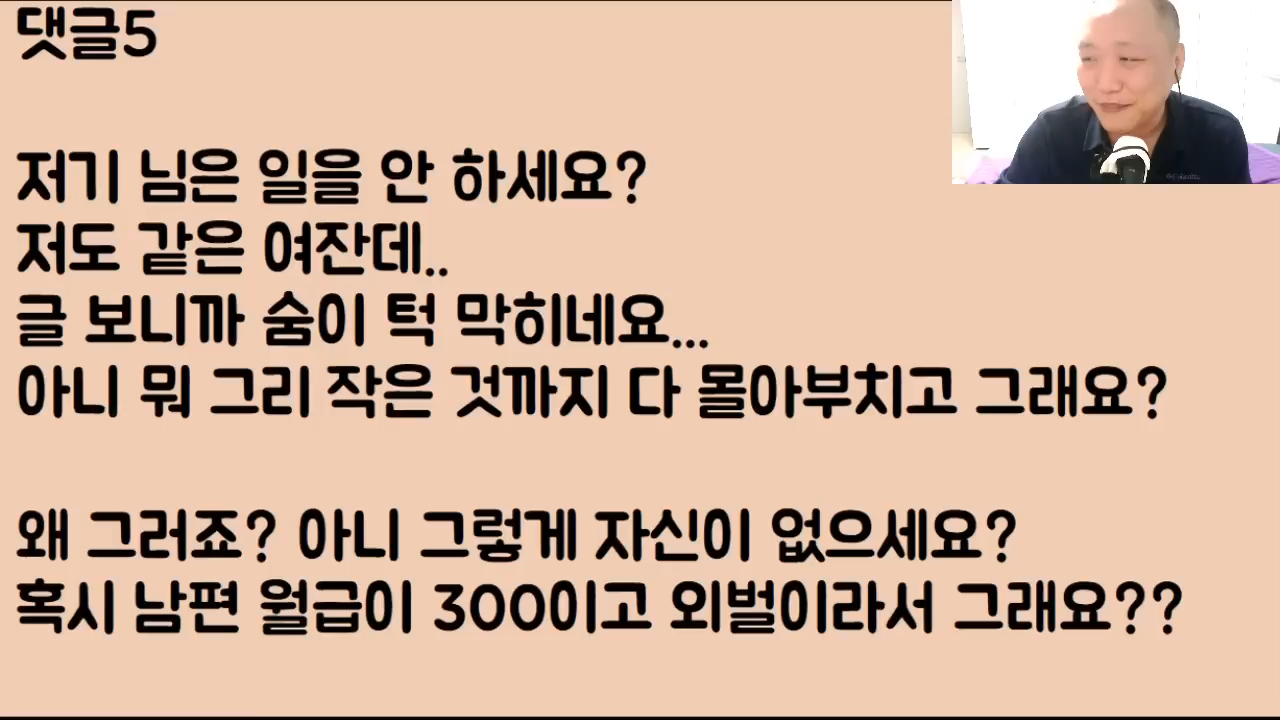 댓글5
저기 님은 일을 안 하세요?
저도 같은 여잔데..
글 보니까 숨이 턱 막히네요...
아니 뭐 그리 작은 것까지 다 몰아부치고 그래요?
왜 그러죠? 아니 그렇게 자신이 없으세요?
혹시 남편 월급이 300이고 외벌이라서 그래요??